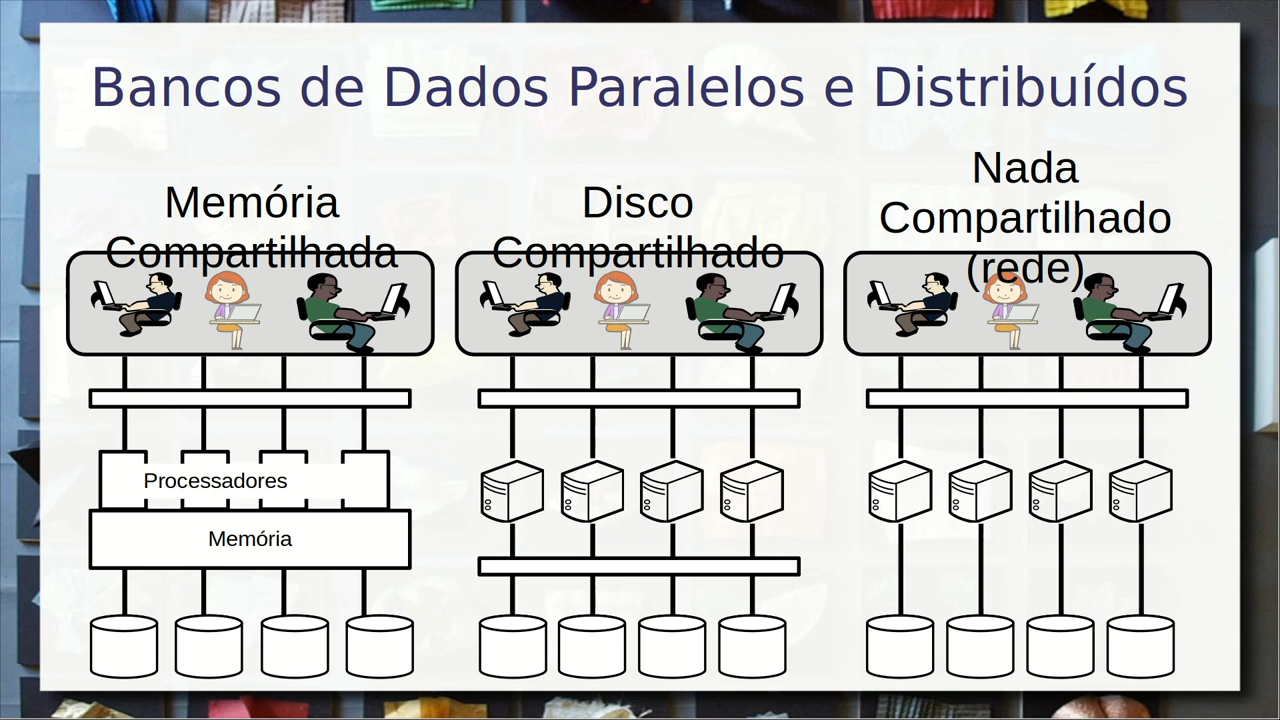 Bancos de Dados Paralelos e Distribuídos
Memória
Compartilhada
Disco
Compartilhado
Nada
Compartilhado
(rede)
Processadores
Memória